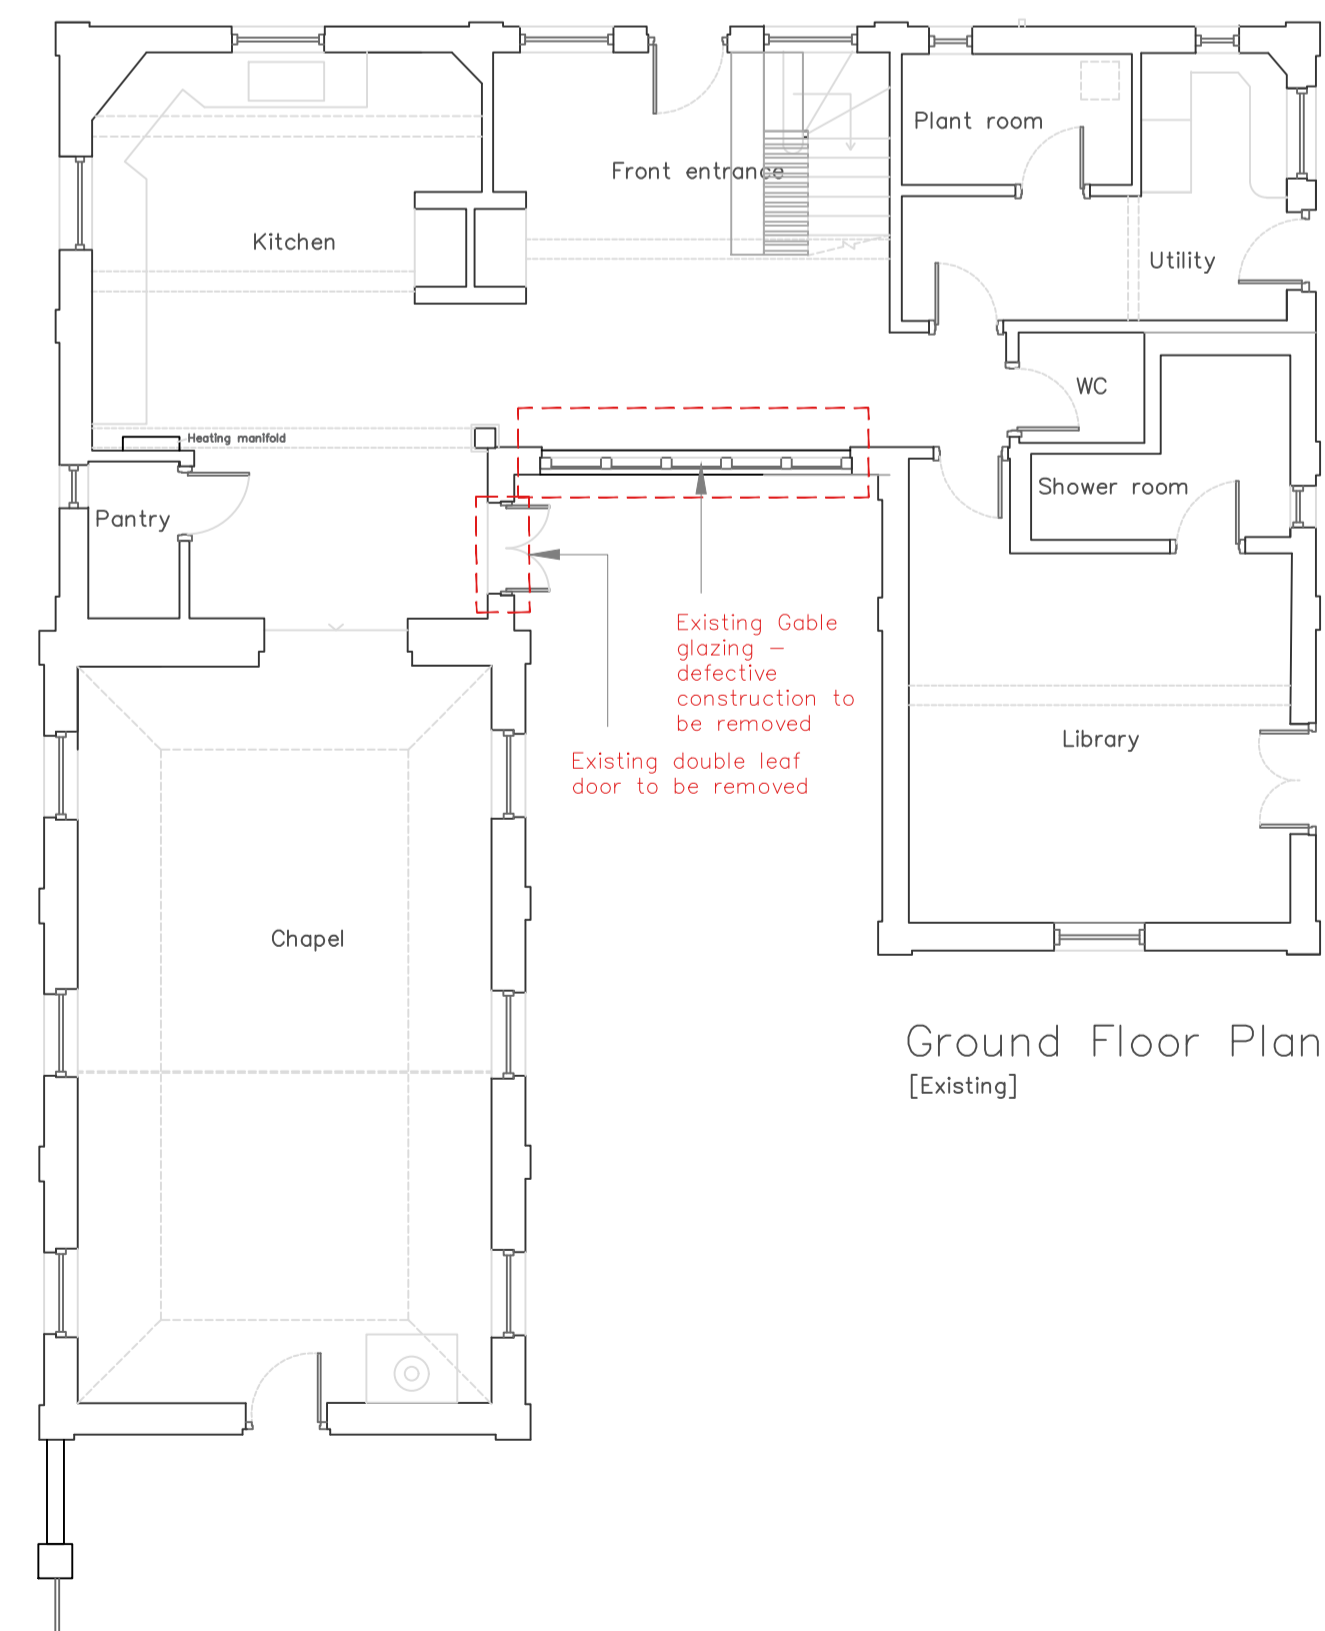 Plant room
Front entrance
Kitchen
Utility
WC
Heating manifold
Shower room
Pantry
Existing Gable
glazing –
defective
construction to
be removed
Existing double leaf
door to be removed
Library
Chapel
Ground Floor Plan
[Existing]